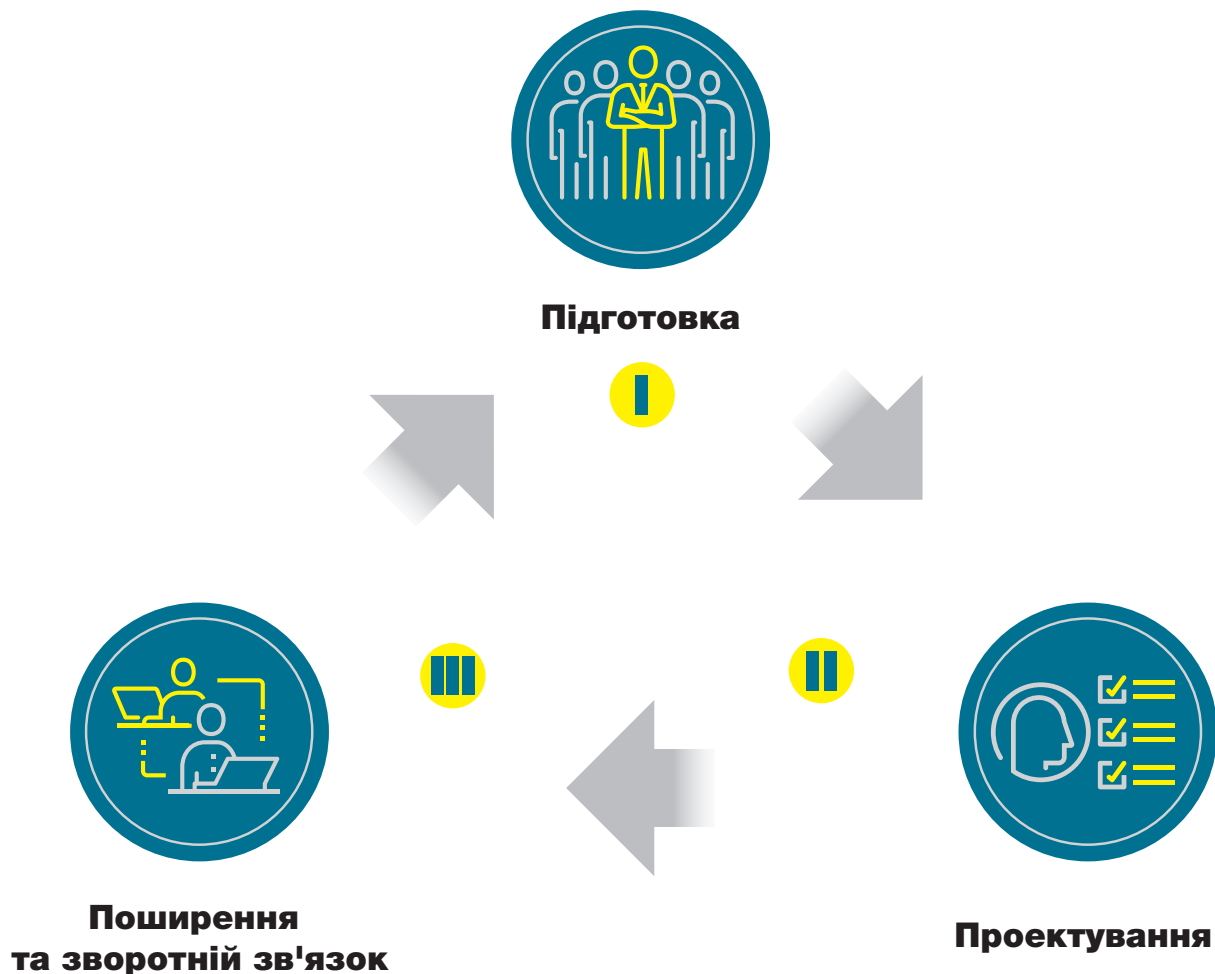 Підготовка
I
III
II
Поширення
та зворотній зв'язок
Проектування